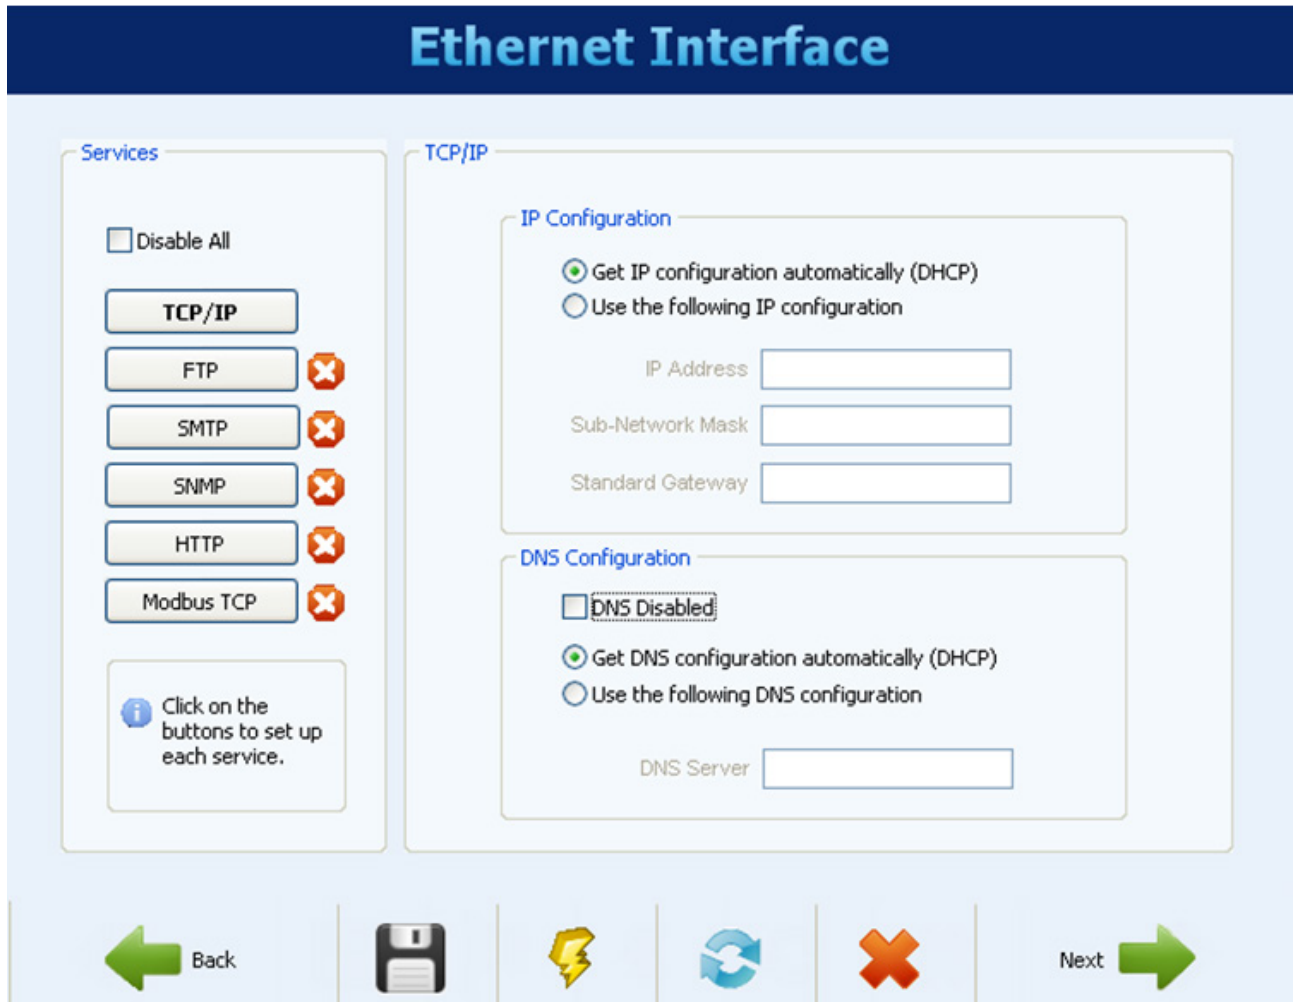 Ethernet Interface
Services
Disable All
TCP/IP
FTP
SMTP
SNMP
HTTP
Modbus TCP
Click on the
buttons to set up
each service.
TCP/IP
IP Configuration
Get IP configuration automatically (DHCP)
Use the following IP configuration
IP Address
Sub-Network Mask
Standard Gateway
DNS Configuration
DNS Disabled
Get DNS configuration automatically (DHCP)
Use the following DNS configuration
DNS Server
Back
Next